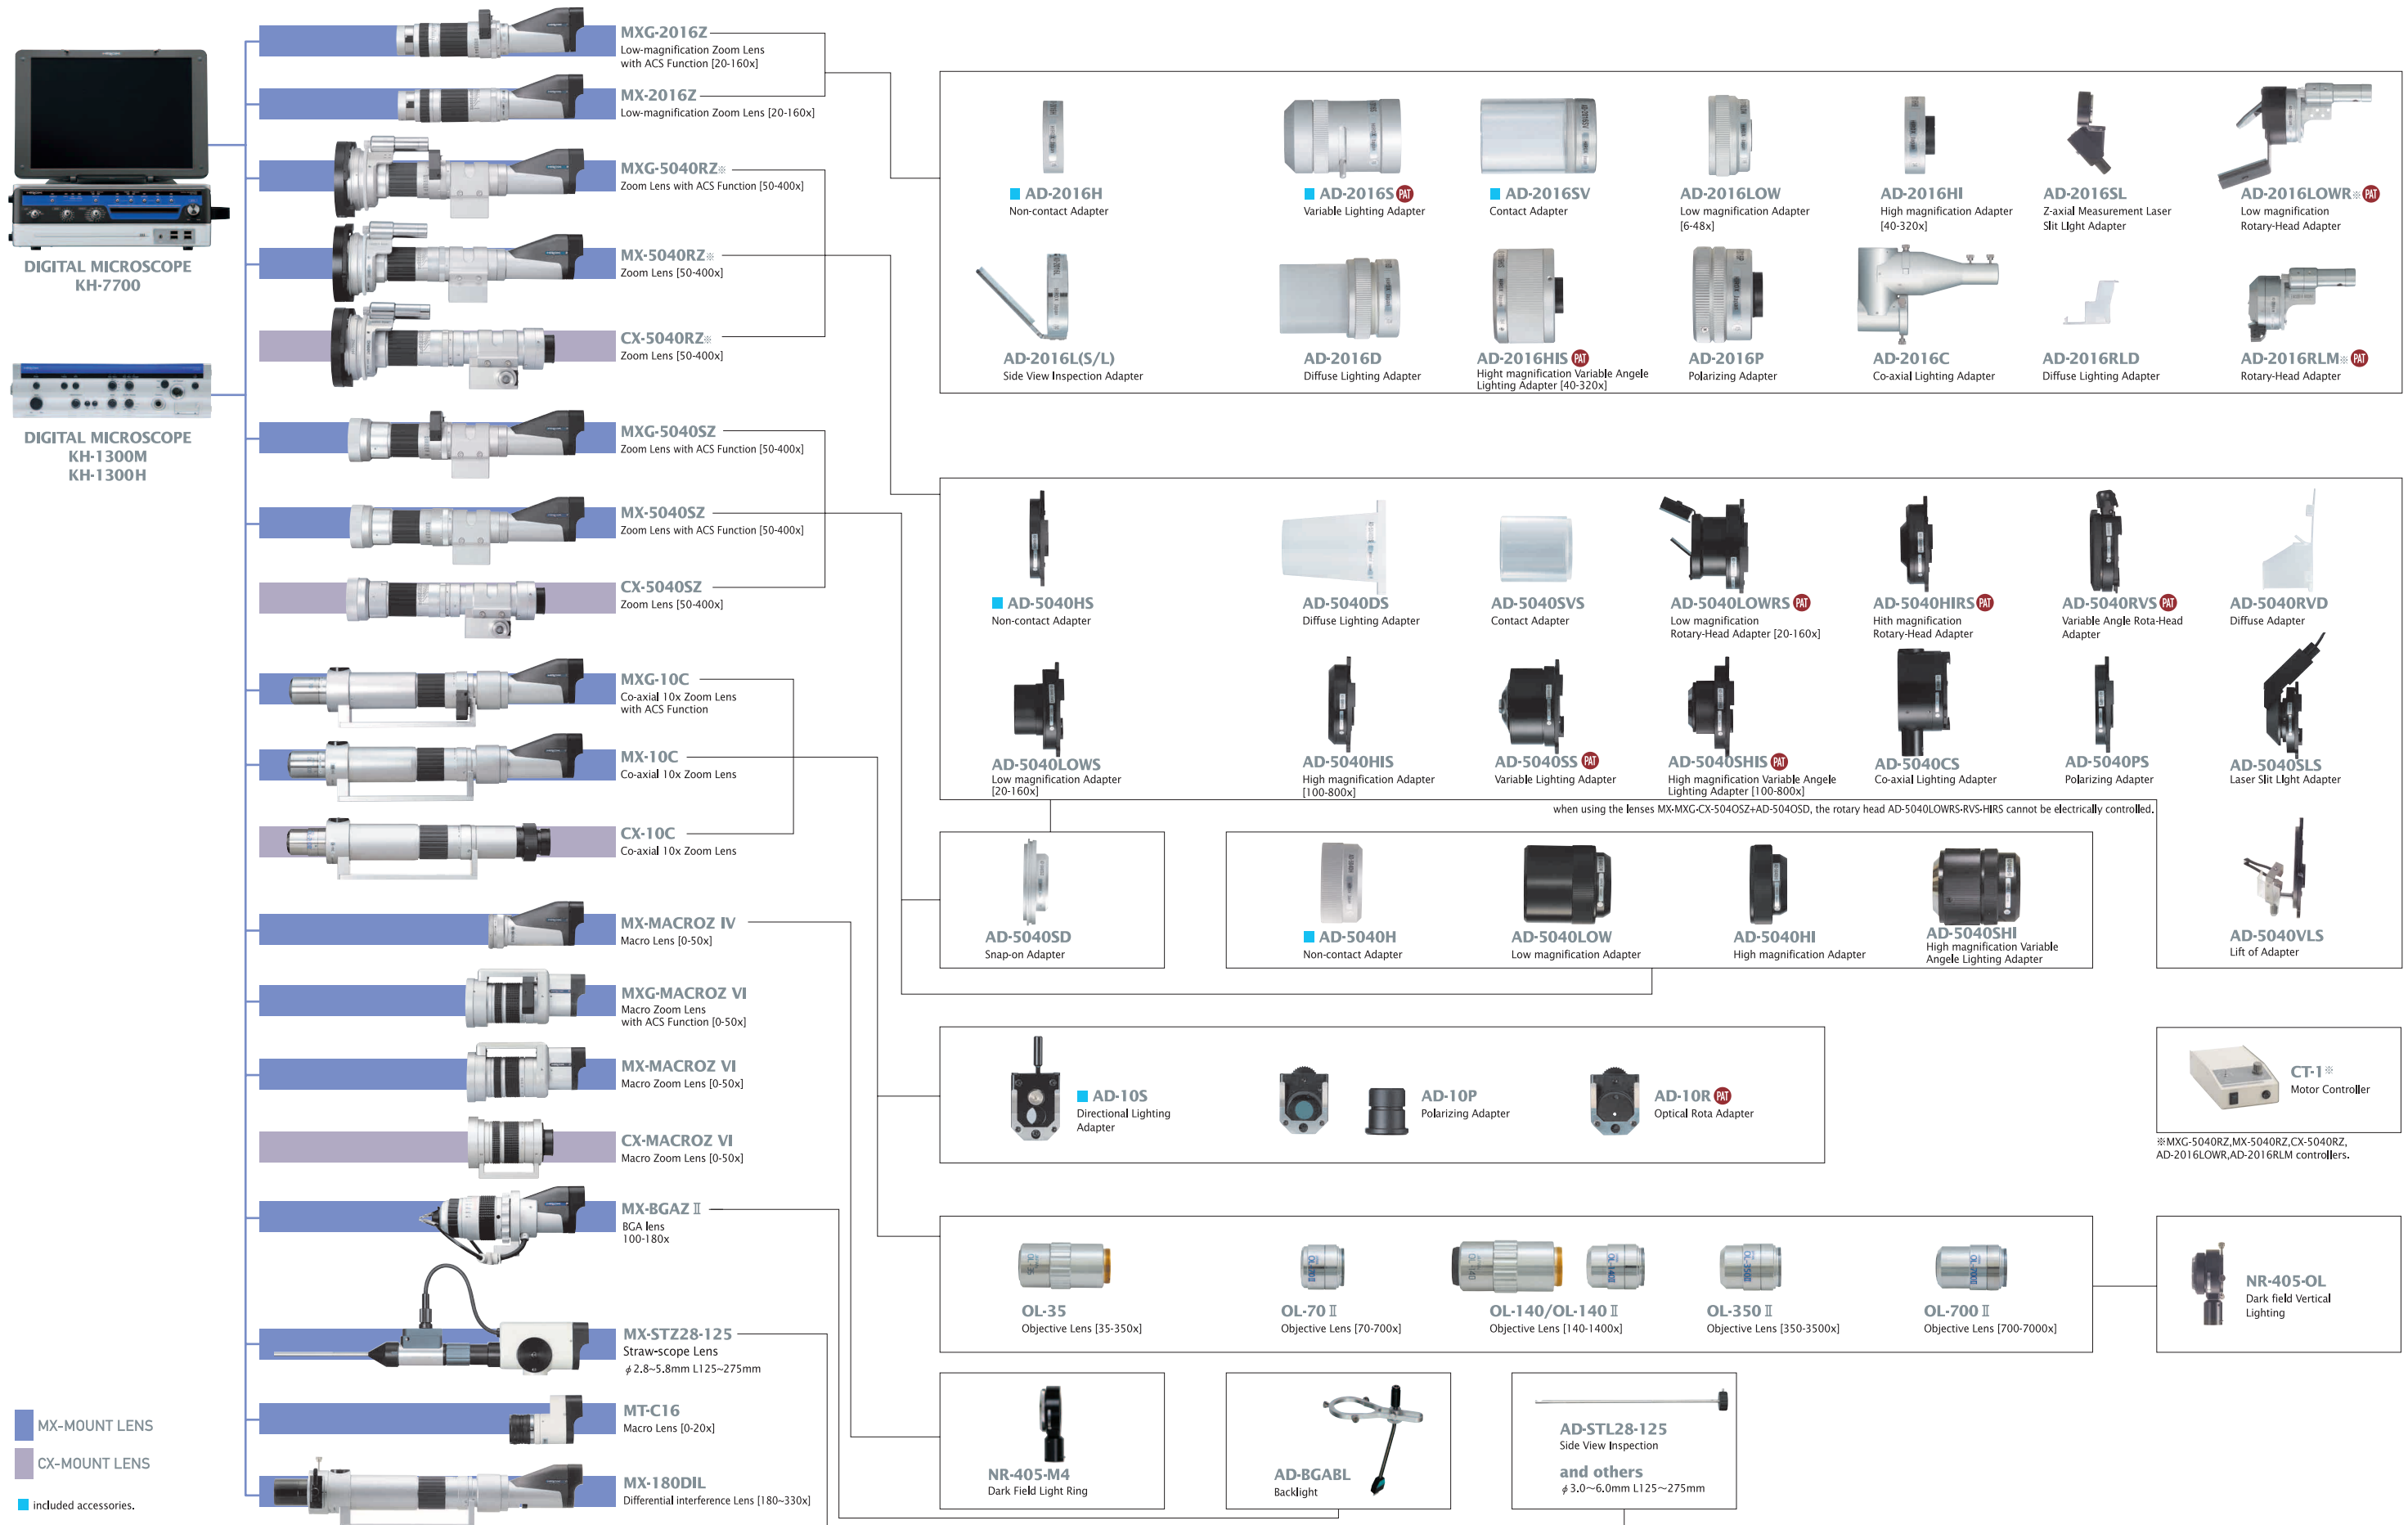 DIGITAL MICROSCOPE
KH-7700
DIGITAL MICROSCOPE
KH-1300M
KH-1300H
MX-MOUNT LENS
CX-MOUNT LENS
included accessories.
MXG-2016Z
Low-magnification Zoom Lens
with ACS Function [20-160x]
MX-2016Z
Low-magnification Zoom Lens [20-160x]
MXG-5040RZ※
Zoom Lens with ACS Function [50-400x]
MX-5040RZ※
Zoom Lens [50-400x]
CX-5040RZ※
Zoom Lens [50-400x]
MXG-5040SZ
Zoom Lens with ACS Function [50-400x]
MX-5040SZ
Zoom Lens with ACS Function [50-400x]
CX-5040SZ
Zoom Lens [50-400x]
MXG-10C
Co-axial 10x Zoom Lens
with ACS Function
MX-10C
Co-axial 10x Zoom Lens
CX-10C
Co-axial 10x Zoom Lens
MX-MACROZ IV
Macro Lens [0-50x]
MXG-MACROZ VI
Macro Zoom Lens
with ACS Function [0-50x]
MX-MACROZ VI
Macro Zoom Lens [0-50x]
CX-MACROZ VI
Macro Zoom Lens [0-50x]
MX-BGAZ Ⅱ
BGA lens
100-180x
MX-STZ28-125
Straw-scope Lens
φ2.8~5.8mm L125~275mm
MT-C16
Macro Lens [0-20x]
MX-180DIL
Differential interference Lens [180~330x]
AD-2016H
Non-contact Adapter
AD-2016S PAT
Variable Lighting Adapter
AD-2016SV
Contact Adapter
AD-2016LOW
Low magnification Adapter
[6-48x]
AD-2016HI
High magnification Adapter
[40-320x]
AD-2016SL
Z-axial Measurement Laser
Slit Light Adapter
AD-2016LOWR※ PAT
Low magnification
Rotary-Head Adapter
AD-2016L(S/L)
Side View Inspection Adapter
AD-2016D
Diffuse Lighting Adapter
AD-2016HIS PAT
Hight magnification Variable Angele
Lighting Adapter [40-320x]
AD-2016P
Polarizing Adapter
AD-2016C
Co-axial Lighting Adapter
AD-2016RLD
Diffuse Lighting Adapter
AD-2016RLM※ PAT
Rotary-Head Adapter
AD-5040HS
Non-contact Adapter
AD-5040DS
Diffuse Lighting Adapter
AD-5040SVS
Contact Adapter
AD-5040LOWRS PAT
Low magnification
Rotary-Head Adapter [20-160x]
AD-5040HIRS PAT
Hith magnification
Rotary-Head Adapter
AD-5040RVS PAT
Variable Angle Rota-Head
Adapter
AD-5040RVD
Diffuse Adapter
AD-5040LOWS
Low magnification Adapter
[20-160x]
AD-5040HIS
High magnification Adapter
[100-800x]
AD-5040SS PAT
Variable Lighting Adapter
AD-5040SHIS PAT
High magnification Variable Angele
Lighting Adapter [100-800x]
AD-5040CS
Co-axial Lighting Adapter
AD-5040PS
Polarizing Adapter
AD-5040SLS
Laser Slit Light Adapter
when using the lenses MX•MXG•CX-504OSZ+AD-504OSD, the rotary head AD-5040LOWRS•RVS•HIRS cannot be electrically controlled.
AD-5040SD
Snap-on Adapter
AD-5040H
Non-contact Adapter
AD-5040LOW
Low magnification Adapter
AD-5040HI
High magnification Adapter
AD-5040SHI
High magnification Variable
Angele Lighting Adapter
AD-5040VLS
Lift of Adapter
AD-10S
Directional Lighting
Adapter
AD-10P
Polarizing Adapter
AD-10R PAT
Optical Rota Adapter
CT-1※
Motor Controller
※MXG-5040RZ,MX-5040RZ,CX-5040RZ,
AD-2016LOWR,AD-2016RLM controllers.
OL-35
Objective Lens [35-350x]
OL-70 Ⅱ
Objective Lens [70-700x]
OL-140/OL-140 Ⅱ
Objective Lens [140-1400x]
OL-350 Ⅱ
Objective Lens [350-3500x]
OL-700 Ⅱ
Objective Lens [700-7000x]
NR-405-OL
Dark field Vertical
Lighting
NR-405-M4
Dark Field Light Ring
AD-BGABL
Backlight
AD-STL28-125
Side View Inspection
and others
φ3.0~6.0mm L125~275mm